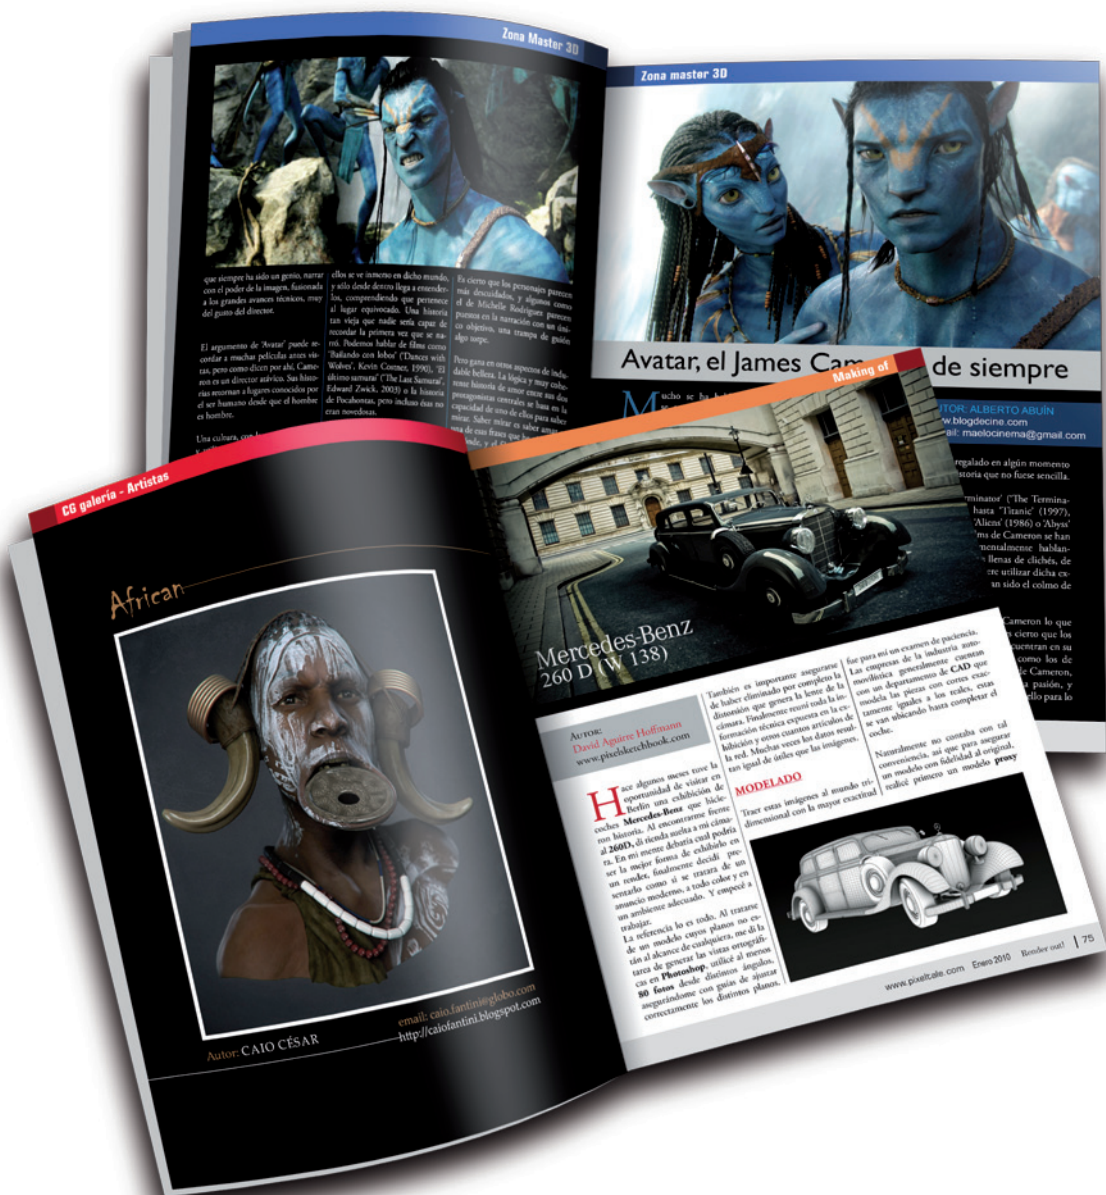 Zona Master 3D
que siempre ha sido un genio, narrar
con el poder de la imagen, fusionada
a los grandes avances técnicos, muy
del gusto del director.
El argumento de 'Avatar' puede re-
cordar a muchas películas antes vis-
tas, pero como dicen por ahí, Came-
ron es un director atávico. Sus histo-
rias retornan a lugares conocidos por
el ser humano desde que el hombre
es hombre.
Una cultura, con
ellos se ve inmerso en dicho mundo,
y sólo desde dentro llega a entender-
los, comprendiendo que pertenece
al lugar equivocado. Una historia
tan vieja que nadie sería capaz de
recordar la primera vez que se na-
rró. Podemos hablar de films como
'Bailando con lobos' ('Dances with
Wolves', Kevin Costner, 1990), 'El
último samurai' ('The Last Samurai',
Edward Zwick, 2003) o la historia
de Pocahontas, pero incluso ésas no
eran novedosas.
Es cierto que los personajes parecen
más descuidados, y algunos como
el de Michelle Rodriguez parecen
puestos en la narración con un úni-
co objetivo, una trampa de guión
algo torpe.
Pero gana en otros aspectos de indu-
dable belleza. La lógica y muy cohe-
rente historia de amor entre sus dos
protagonistas centrales se basa en la
capacidad de uno de ellos para saber
mirar. Saber mirar es saber amar
una de esas frases que
Zona master 3D
Avatar, el James Cam de siempre
Mucho se ha
TOR: ALBERTO ABUÍN
w.blogdecine.com
ail: maelocinema@gmail.com
regalado en algún momento
storia que no fuese sencilla.
rminator' ('The Termina-
hasta 'Titanic' (1997),
'Aliens' (1986) o 'Abyss'
lms de Cameron se han
mentalmente hablan-
llenas de clichés, de
ere utilizar dicha ex-
an sido el colmo de
Cameron lo que
s cierto que los
cuentran en su
como los de
de Cameron,
a pasión, y
ello para lo
CG galería - Artistas
African
Autor: CAIO CÉSAR
email: caio.fantini@globo.com
http://caiofantini.blogspot.com
Making of
Mercedes-Benz
260 D (W 138)
AUTOR:
David Aguirre Hoffmann
www.pixelsketchbook.com
Hace algunos meses tuve la
oportunidad de visitar en
Berlín una exhibición de
coches Mercedes-Benz que hicie-
ron historia. Al encontrarme frente
al 260D, di rienda suelta a mi cáma-
ra. En mi mente debatía cual podría
ser la mejor forma de exhibirlo en
un render, finalmente decidí pre-
sentarlo como si se tratara de un
anuncio moderno, a todo color y en
un ambiente adecuado. Y empecé a
trabajar.
La referencia lo es todo. Al tratarse
de un modelo cuyos planos no es-
tán al alcance de cualquiera, me di la
tarea de generar las vistas ortográfi-
cas en Photoshop, utilicé al menos
80 fotos desde distintos ángulos,
asegurándome con guías de ajustar
correctamente los distintos planos.
También es importante asegurarse
de haber eliminado por completo la
distorsión que genera la lente de la
cámara. Finalmente reuní toda la in-
formación técnica expuesta en la ex-
hibición y otros cuantos artículos de
la red. Muchas veces los datos resul-
tan igual de útiles que las imágenes.
MODELADO
Traer estas imágenes al mundo tri-
dimensional con la mayor exactitud
fue para mí un examen de paciencia.
Las empresas de la industria auto-
movilística generalmente cuentan
con un departamento de CAD que
modela las piezas con cortes exac-
tamente iguales a los reales, estas
se van ubicando hasta completar el
coche.
Naturalmente no contaba con tal
conveniencia, así que para asegurar
un modelo con fidelidad al original,
realicé primero un modelo proxy
www.pixeltale.com Enero 2010 Render out! | 75